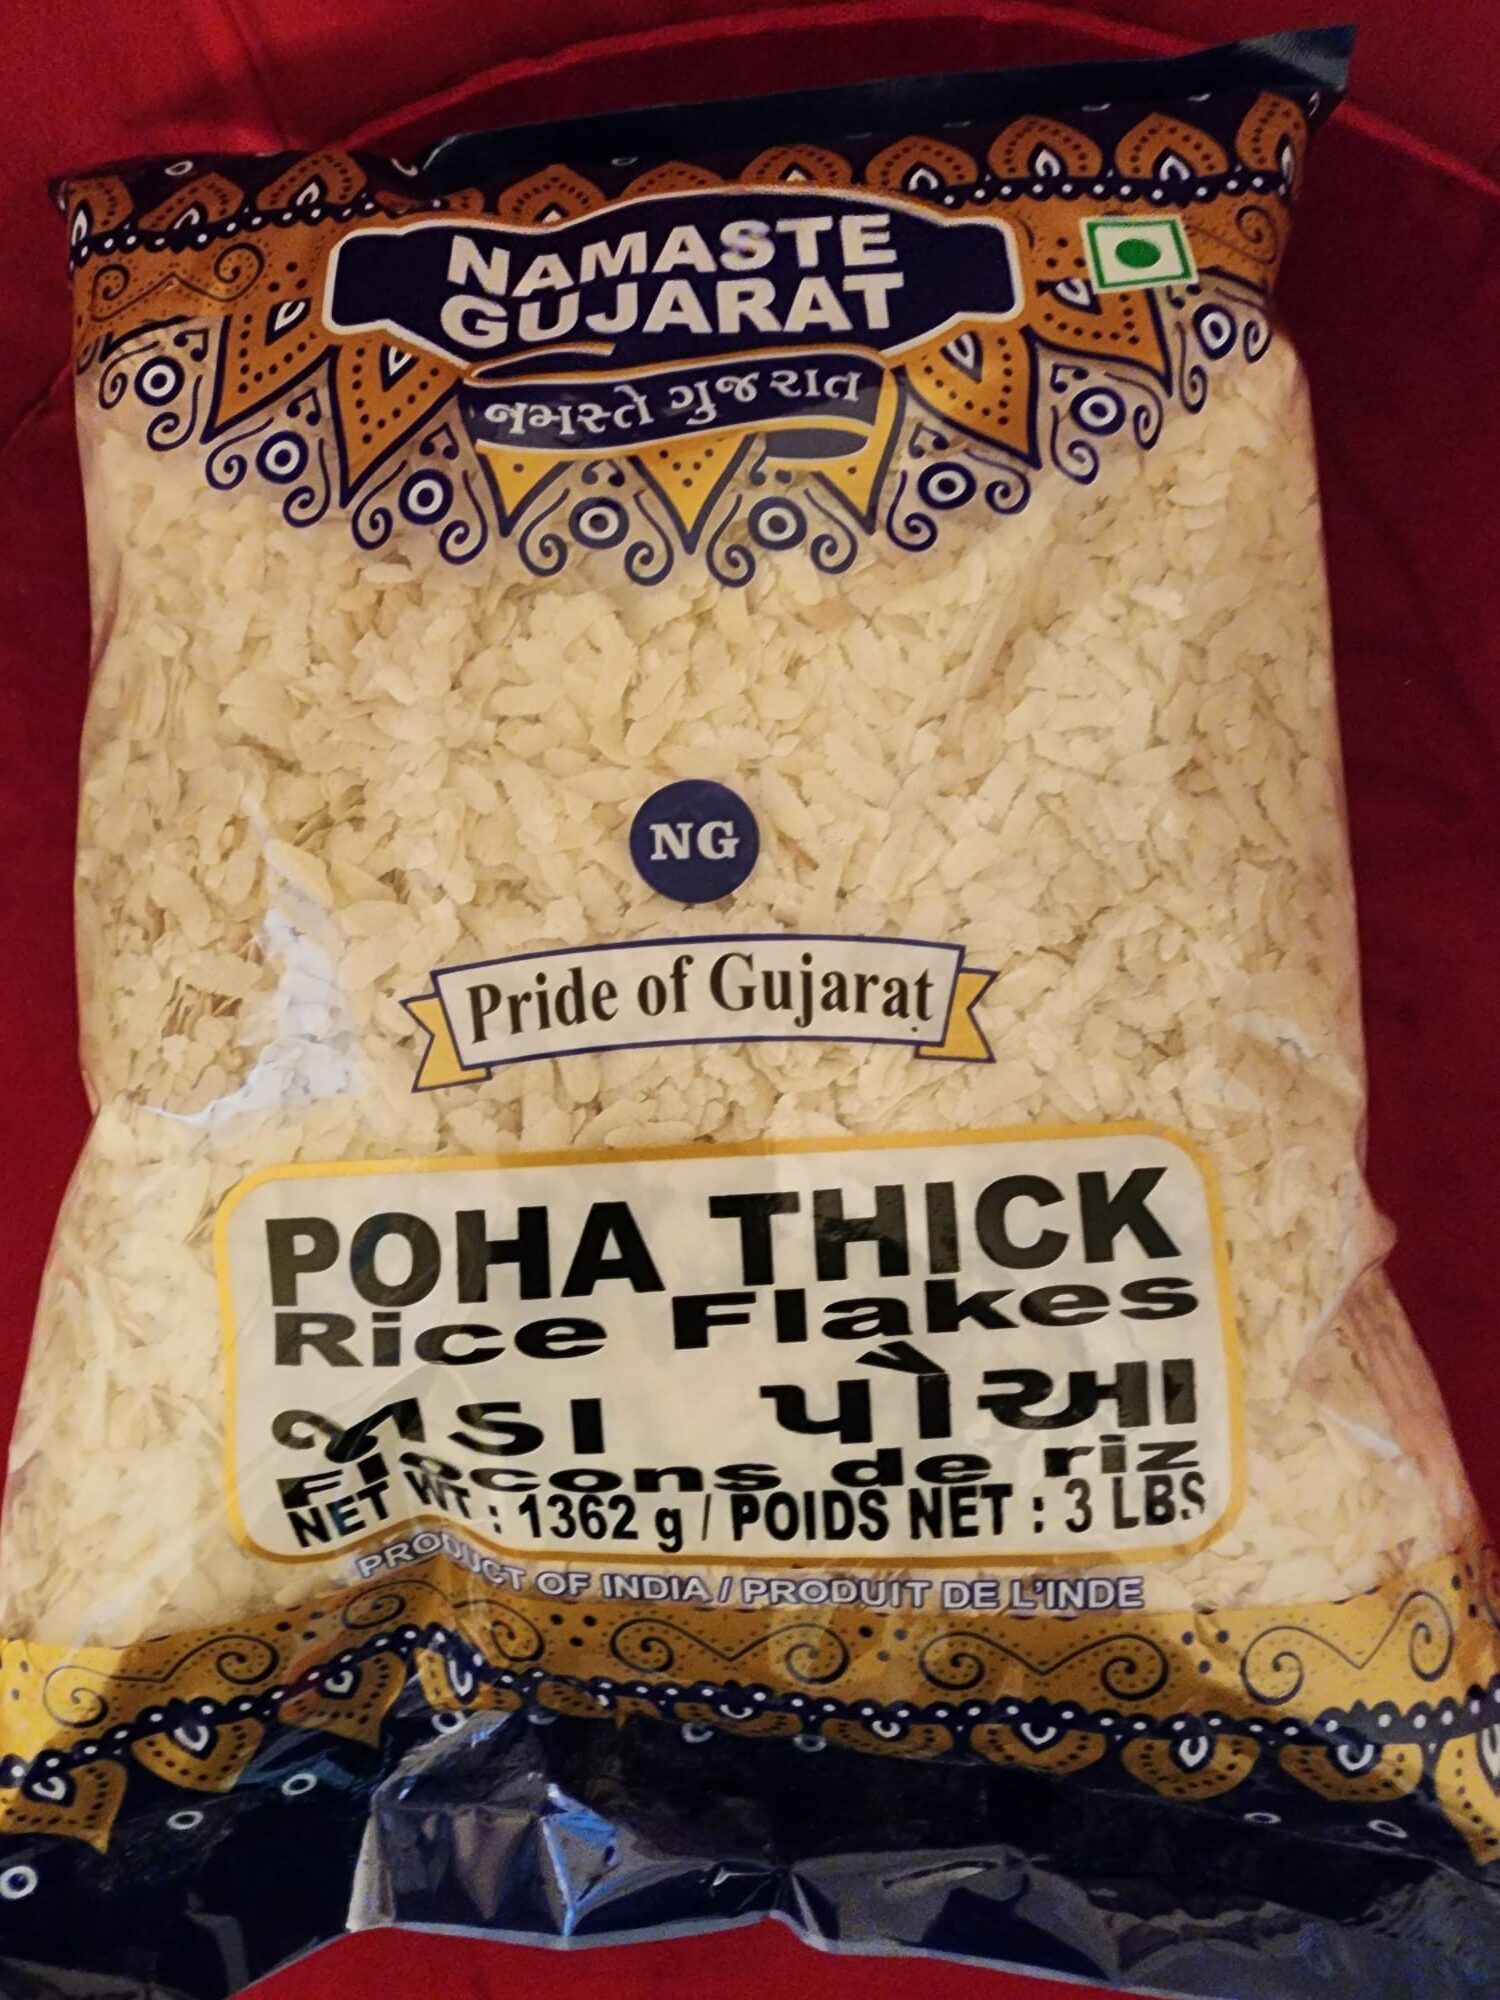 NAMASTE
GUJARAT
નમસ્તે ગુજરાત
NG
Pride of Gujarat
POHA THICK
Rice Flakes
જાડા પોંઆ
Flocons de riz
NET WT : 1362 g / POIDS NET : 3 LBS
PRODUCT OF INDIA / PRODUIT DE L'INDE